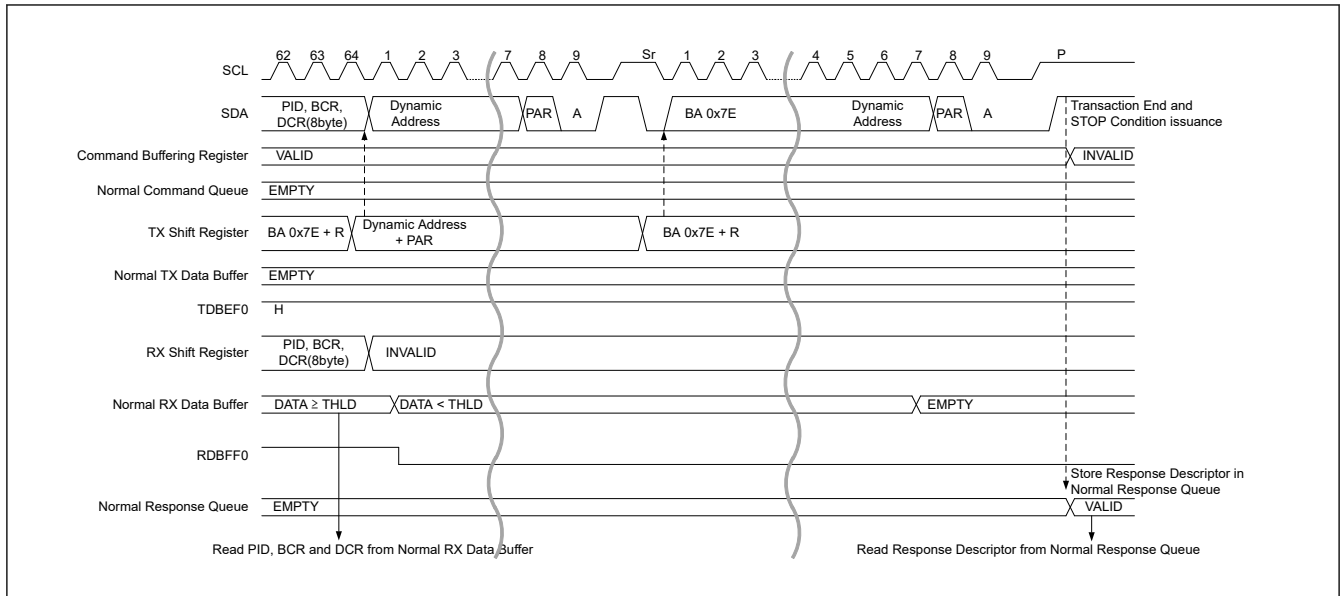 62 63 64 1 2 3 7 8 9 Sr 1 2 3 4 5 6 7 8 9 P
SCL
SDA PID, BCR, DCR(8byte) Dynamic Address PAR A BA 0x7E Dynamic Address PAR A Transaction End and STOP Condition issuance
Command Buffering Register VALID INVALID
Normal Command Queue EMPTY
TX Shift Register BA 0x7E + R Dynamic Address + PAR BA 0x7E + R
Normal TX Data Buffer EMPTY
TDBEF0 H
RX Shift Register PID, BCR, DCR(8byte) INVALID
Normal RX Data Buffer DATA ≥ THLD DATA < THLD EMPTY
RDBFF0
Store Response Descriptor in Normal Response Queue
Normal Response Queue EMPTY VALID
Read PID, BCR and DCR from Normal RX Data Buffer Read Response Descriptor from Normal Response Queue